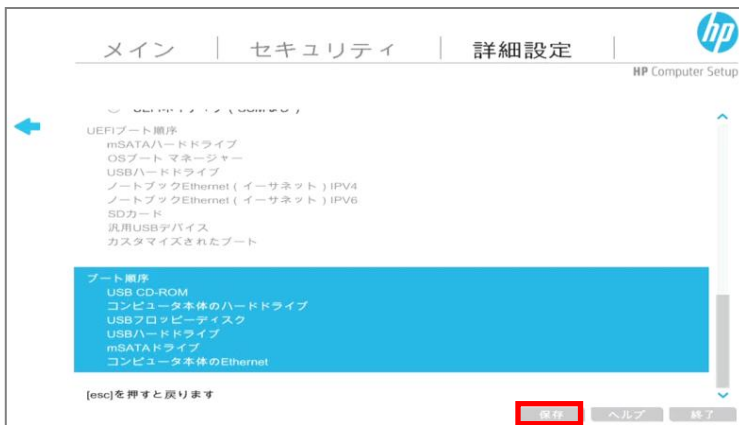 hp
メイン
セキュリティ
詳細設定
HP Computer Setup
UEFIブート順序
mSATAハードドライブ
OSブート マネージャー
USBハードドライブ
ノートブックEthernet ( イーサネット ) IPV4
ノートブックEthernet ( イーサネット ) IPV6
SDカード
汎用USBデバイス
カスタマイズされたブート
ブート順序
USB CD-ROM
コンピュータ本体のハードドライブ
USBフロッピーディスク
USBハードドライブ
mSATAドライブ
コンピュータ本体のEthernet
[esc]を押すと戻ります
保存
ヘルプ
終了